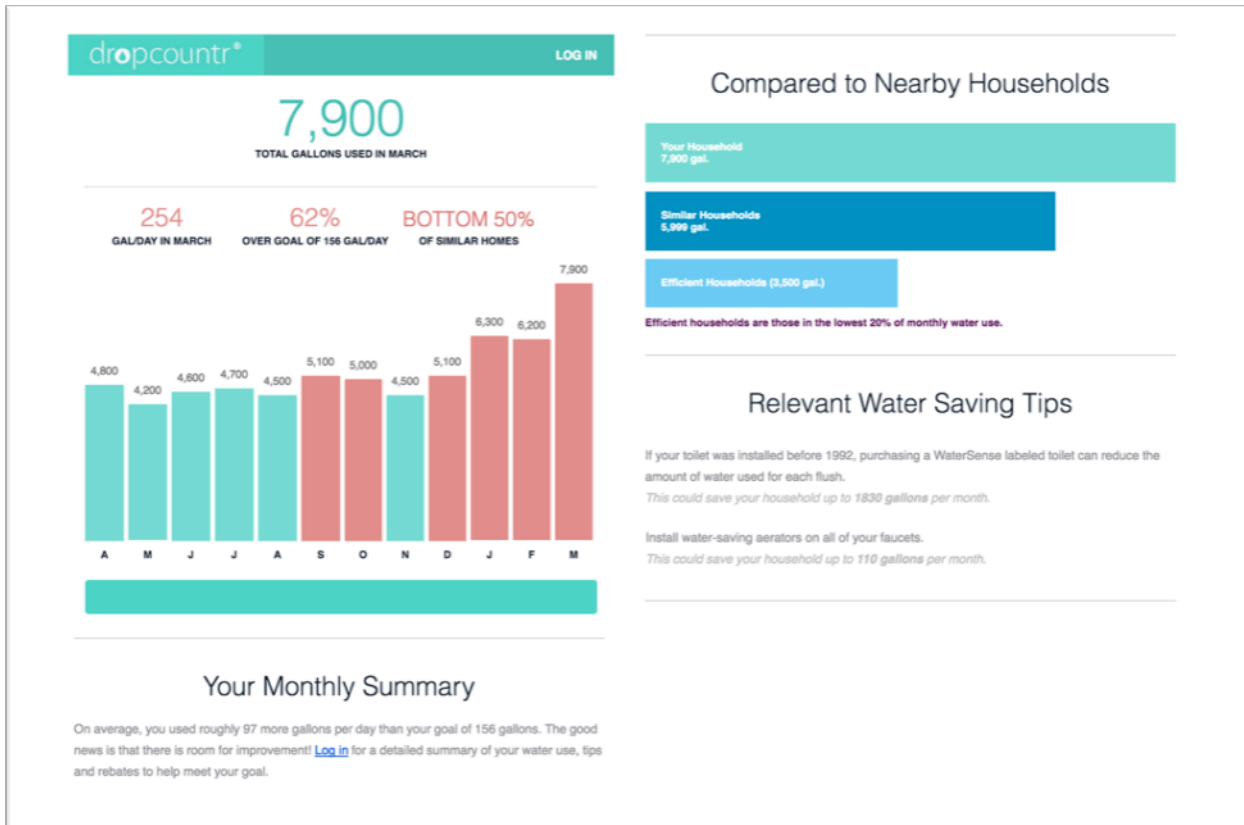 dropcountr®
LOG IN
7,900
TOTAL GALLONS USED IN MARCH
254
GAL/DAY IN MARCH
62%
OVER GOAL OF 156 GAL/DAY
BOTTOM 50%
OF SIMILAR HOMES
4,800
4,200
4,600
4,700
4,500
5,100
5,000
4,500
5,100
6,300
6,200
7,900
A M J J A S O N D J F M
Your Monthly Summary
On average, you used roughly 97 more gallons per day than your goal of 156 gallons. The good
news is that there is room for improvement! Log in for a detailed summary of your water use, tips
and rebates to help meet your goal.
Compared to Nearby Households
Your Household
7,900 gal.
Similar Households
5,999 gal.
Efficient Households (3,500 gal.)
Efficient households are those in the lowest 20% of monthly water use.
Relevant Water Saving Tips
If your toilet was installed before 1992, purchasing a WaterSense labeled toilet can reduce the
amount of water used for each flush.
This could save your household up to 1830 gallons per month.
Install water-saving aerators on all of your faucets.
This could save your household up to 110 gallons per month.